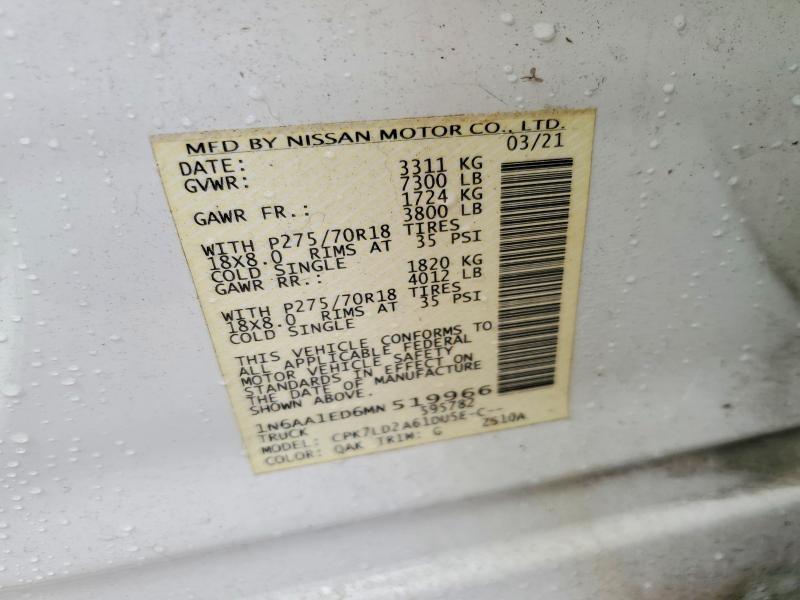 MFD BY NISSAN MOTOR CO., LTD.
DATE: 03/21
GVWR: 3311 KG
7300 LB
GAWR FR.: 1724 KG
3800 LB
WITH P275/70R18 TIRES
18X8.0 RIMS AT 35 PSI
COLD SINGLE
GAWR RR.: 1820 KG
4012 LB
WITH P275/70R18 TIRES
18X8.0 RIMS AT 35 PSI
COLD SINGLE
THIS VEHICLE CONFORMS TO
ALL APPLICABLE FEDERAL
MOTOR VEHICLE SAFETY
STANDARDS IN EFFECT ON
THE DATE OF MANUFACTURE
SHOWN ABOVE.
1N6AA1ED6MN 519966
TRUCK 595782
MODEL: CPK7LD2A61DUSE-C--
COLOR: QAK TRIM: G 2S10A